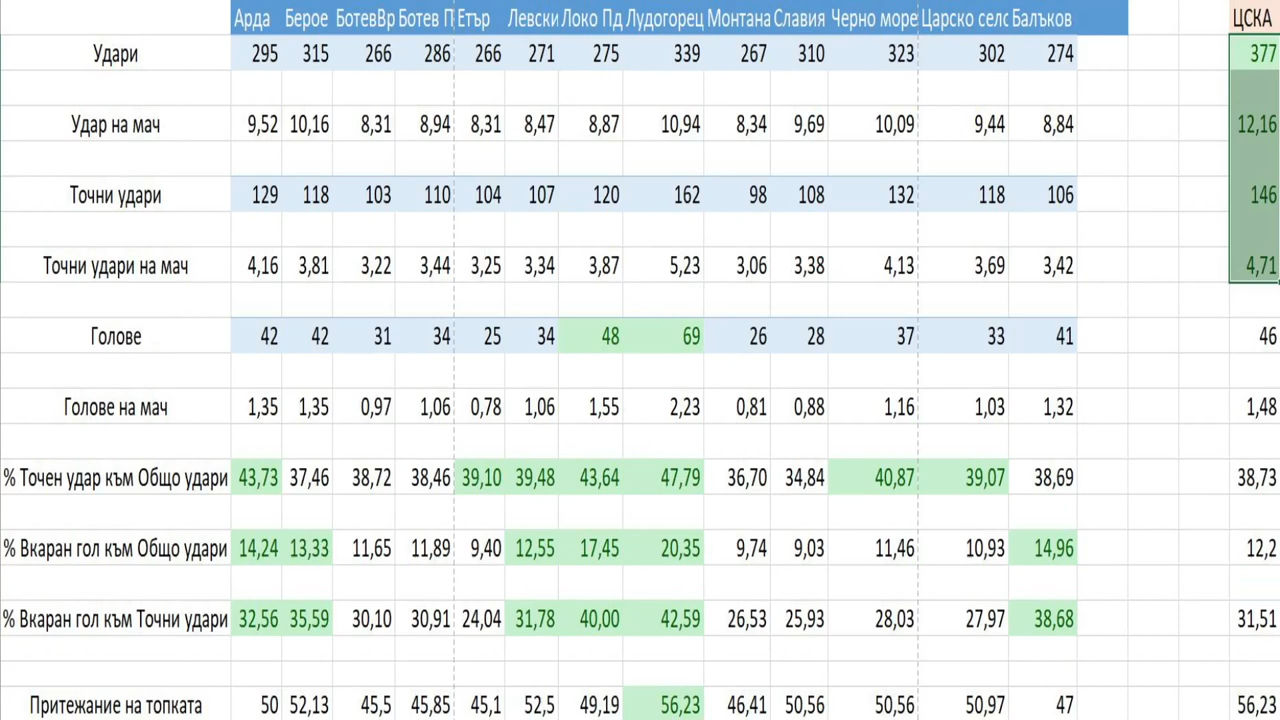 Арда Берое БотевВр Ботев П Етър Левски Локо Пд Лудогорец Монтана Славия Черно море Царско село Балъков ЦСКА
Удари 295 315 266 286 266 271 275 339 267 310 323 302 274 377
Удар на мач 9,52 10,16 8,31 8,94 8,31 8,47 8,87 10,94 8,34 9,69 10,09 9,44 8,84 12,16
Точни удари 129 118 103 110 104 107 120 162 98 108 132 118 106 146
Точни удари на мач 4,16 3,81 3,22 3,44 3,25 3,34 3,87 5,23 3,06 3,38 4,13 3,69 3,42 4,71
Голове 42 42 31 34 25 34 48 69 26 28 37 33 41 46
Голове на мач 1,35 1,35 0,97 1,06 0,78 1,06 1,55 2,23 0,81 0,88 1,16 1,03 1,32 1,48
% Точен удар към Общо удари 43,73 37,46 38,72 38,46 39,10 39,48 43,64 47,79 36,70 34,84 40,87 39,07 38,69 38,73
% Вкаран гол към Общо удари 14,24 13,33 11,65 11,89 9,40 12,55 17,45 20,35 9,74 9,03 11,46 10,93 14,96 12,2
% Вкаран гол към Точни удари 32,56 35,59 30,10 30,91 24,04 31,78 40,00 42,59 26,53 25,93 28,03 27,97 38,68 31,51
Притежание на топката 50 52,13 45,5 45,85 45,1 52,5 49,19 56,23 46,41 50,56 50,56 50,97 47 56,23